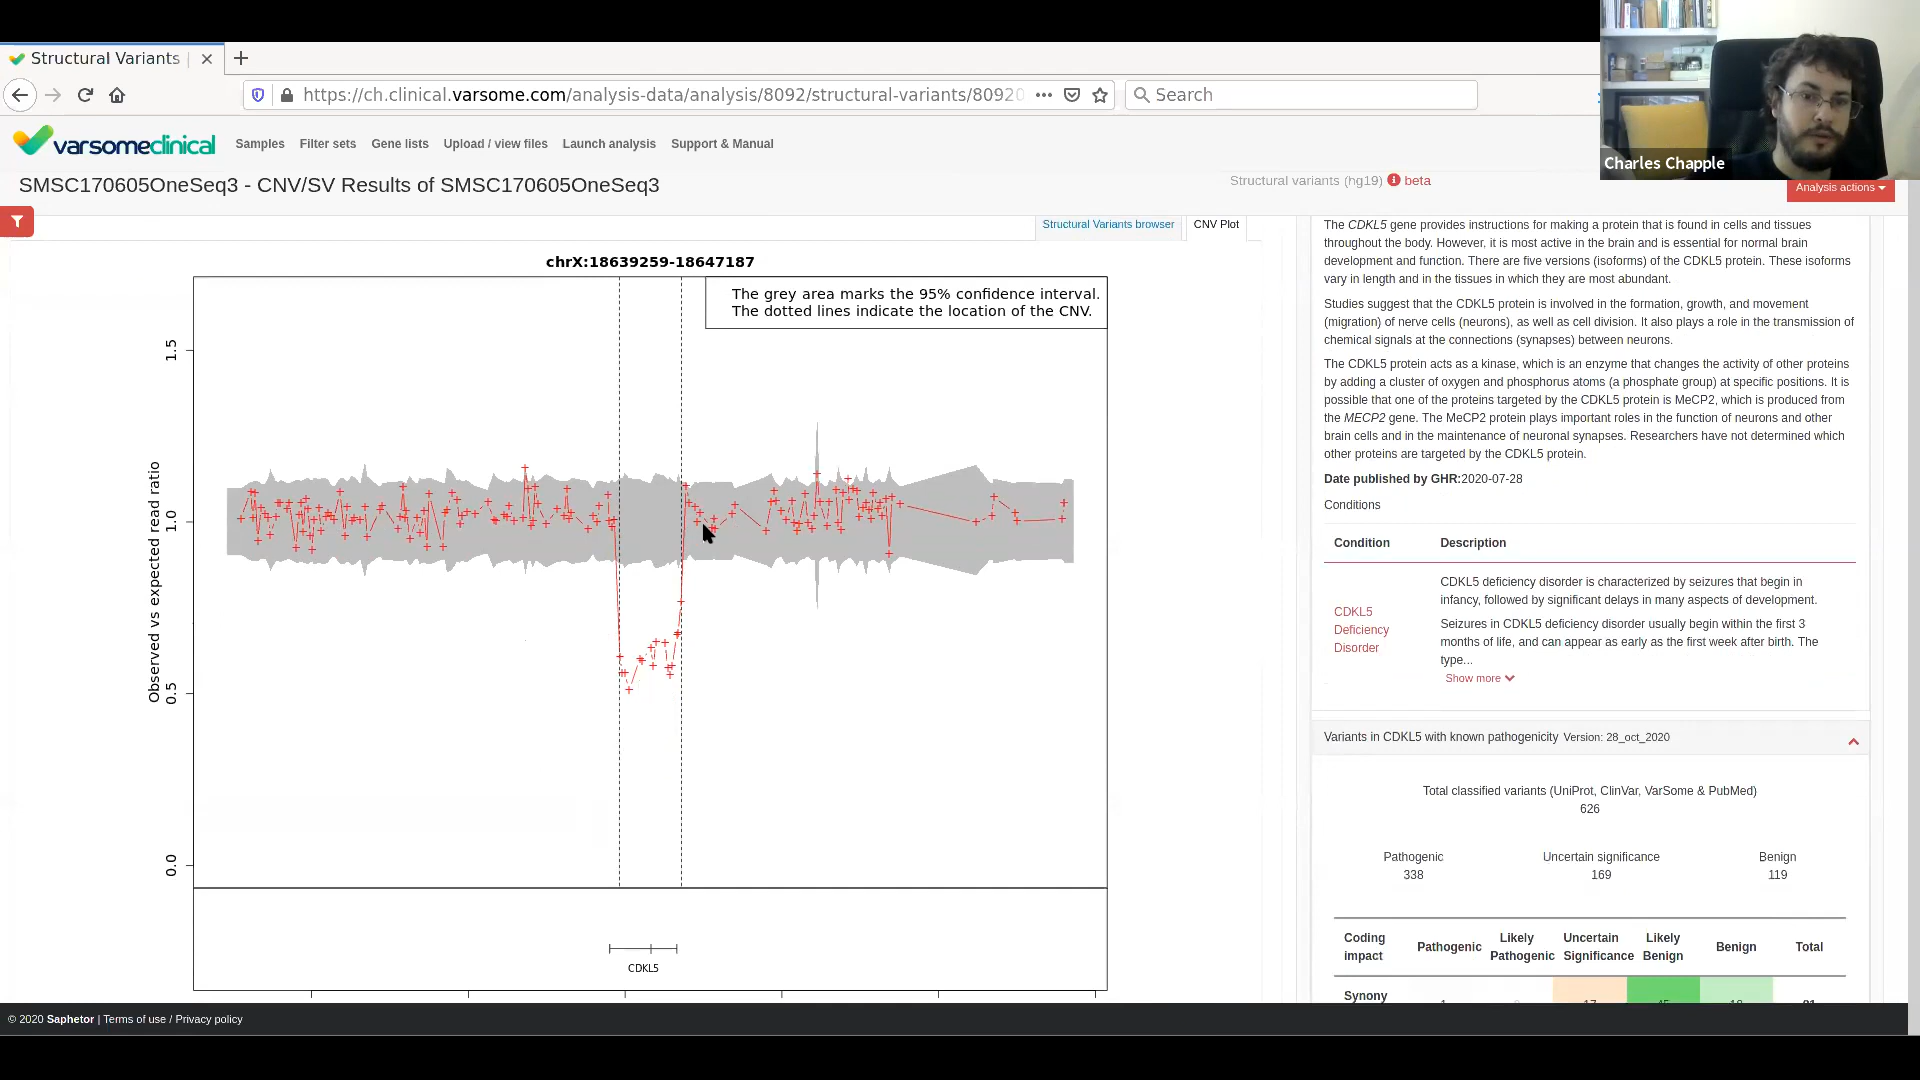 Structural Variants
https://ch.clinical.varsome.com/analysis-data/analysis/8092/structural-variants/8092
Search
Charles Chapple
varsomeclinical
Samples Filter sets Gene lists Upload / view files Launch analysis Support & Manual
SMSC170605OneSeq3 - CNV/SV Results of SMSC170605OneSeq3
Structural variants (hg19) beta
Analysis actions
Structural Variants browser CNV Plot
chrX:18639259-18647187
The grey area marks the 95% confidence interval.
The dotted lines indicate the location of the CNV.
Observed vs expected read ratio
1.5
1.0
0.5
0.0
CDKL5
The CDKL5 gene provides instructions for making a protein that is found in cells and tissues
throughout the body. However, it is most active in the brain and is essential for normal brain
development and function. There are five versions (isoforms) of the CDKL5 protein. These isoforms
vary in length and in the tissues in which they are most abundant.
Studies suggest that the CDKL5 protein is involved in the formation, growth, and movement
(migration) of nerve cells (neurons), as well as cell division. It also plays a role in the transmission of
chemical signals at the connections (synapses) between neurons.
The CDKL5 protein acts as a kinase, which is an enzyme that changes the activity of other proteins
by adding a cluster of oxygen and phosphorus atoms (a phosphate group) at specific positions. It is
possible that one of the proteins targeted by the CDKL5 protein is MeCP2, which is produced from
the MECP2 gene. The MeCP2 protein plays important roles in the function of neurons and other
brain cells and in the maintenance of neuronal synapses. Researchers have not determined which
other proteins are targeted by the CDKL5 protein.
Date published by GHR:2020-07-28
Conditions
Condition Description
CDKL5
Deficiency
Disorder
CDKL5 deficiency disorder is characterized by seizures that begin in
infancy, followed by significant delays in many aspects of development.
Seizures in CDKL5 deficiency disorder usually begin within the first 3
months of life, and can appear as early as the first week after birth. The
type...
Show more
Variants in CDKL5 with known pathogenicity Version: 28_oct_2020
Total classified variants (UniProt, ClinVar, VarSome & PubMed)
626
Pathogenic Uncertain significance Benign
338 169 119
Coding impact Pathogenic Likely Pathogenic Uncertain Significance Likely Benign Benign Total
Synony
© 2020 Saphetor | Terms of use / Privacy policy